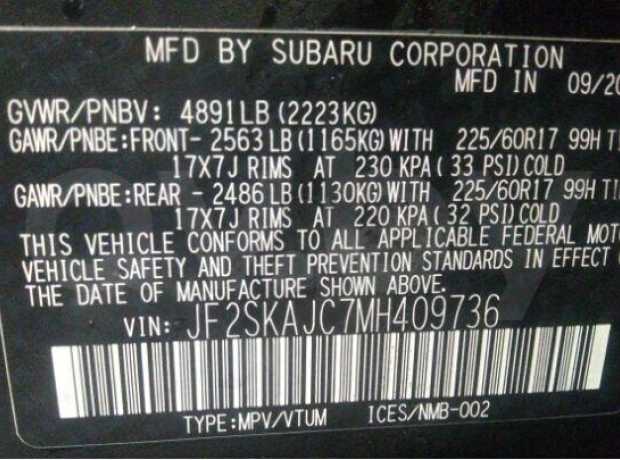 MFD BY SUBARU CORPORATION
MFD IN 09/20
GVWR/PNBV: 4891LB (2223KG)
GAWR/PNBE:FRONT- 2563 LB (1165KG) WITH 225/60R17 99H TI
17X7J RIMS AT 230 KPA ( 33 PSI) COLD
GAWR/PNBE:REAR - 2486 LB (1130KG) WITH 225/60R17 99H TI
17X7J RIMS AT 220 KPA ( 32 PSI) COLD
THIS VEHICLE CONFORMS TO ALL APPLICABLE FEDERAL MOT
VEHICLE SAFETY AND THEFT PREVENTION STANDARDS IN EFFECT
THE DATE OF MANUFACTURE SHOWN ABOVE.
VIN: JF2SKAJC7MH409736
TYPE:MPV/VTUM ICES/NMB-002